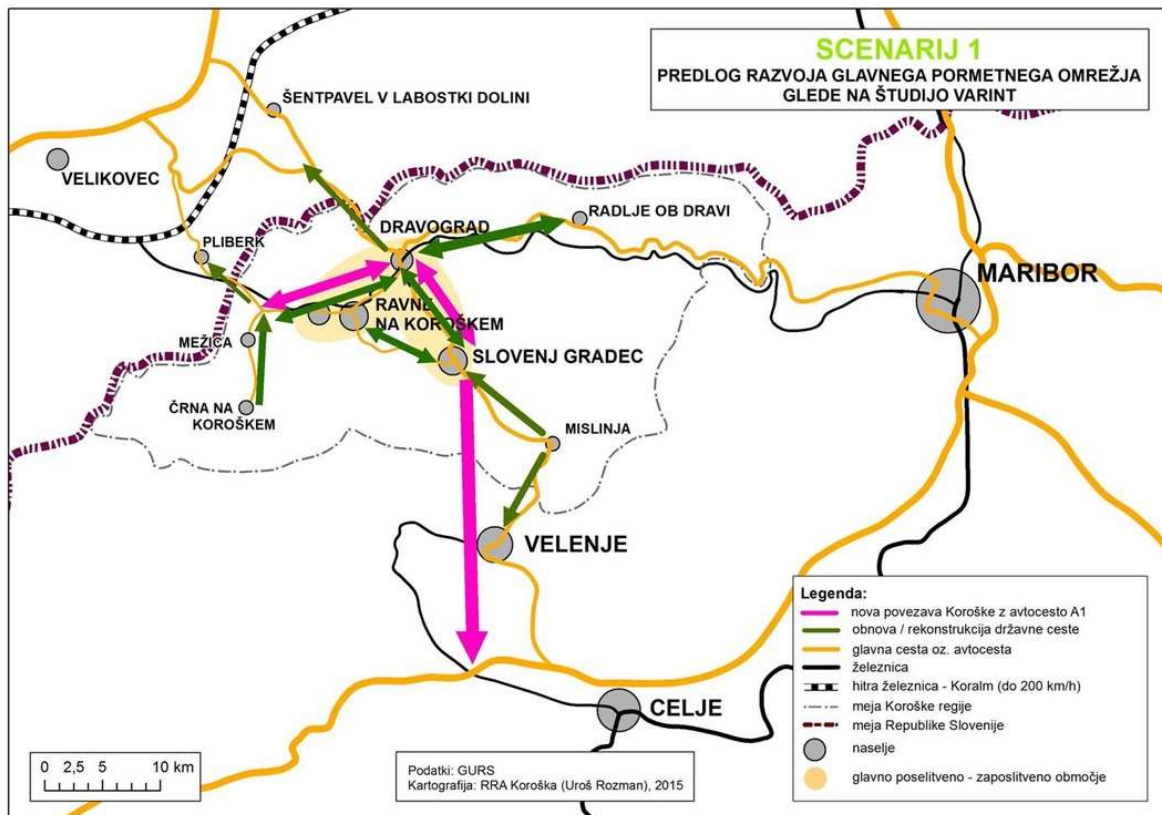 SCENARIJ 1
PREDLOG RAZVOJA GLAVNEGA PORMETNEGA OMREŽJA
GLEDE NA ŠTUDIJO VARINT
ŠENTPAVEL V LABOTSKI DOLINI
VELIKOVEC
RADLJE OB DRAVI
DRAVOGRAD
PLIBERK
MARIBOR
RAVNE
NA KOROŠKEM
MEŽICA
SLOVENJ GRADEC
ČRNA NA
KOROŠKEM
MISLINJA
VELENJE
CELJE
Legenda:
nova povezava Koroške z avtocesto A1
obnova / rekonstrukcija državne ceste
glavna cesta oz. avtocesta
železnica
hitra železnica - Koralm (do 200 km/h)
meja Koroške regije
meja Republike Slovenije
naselje
glavno poselitveno - zaposlitveno območje
0 2,5 5 10 km
Podatki: GURS
Kartografija: RRA Koroška (Uroš Rozman), 2015